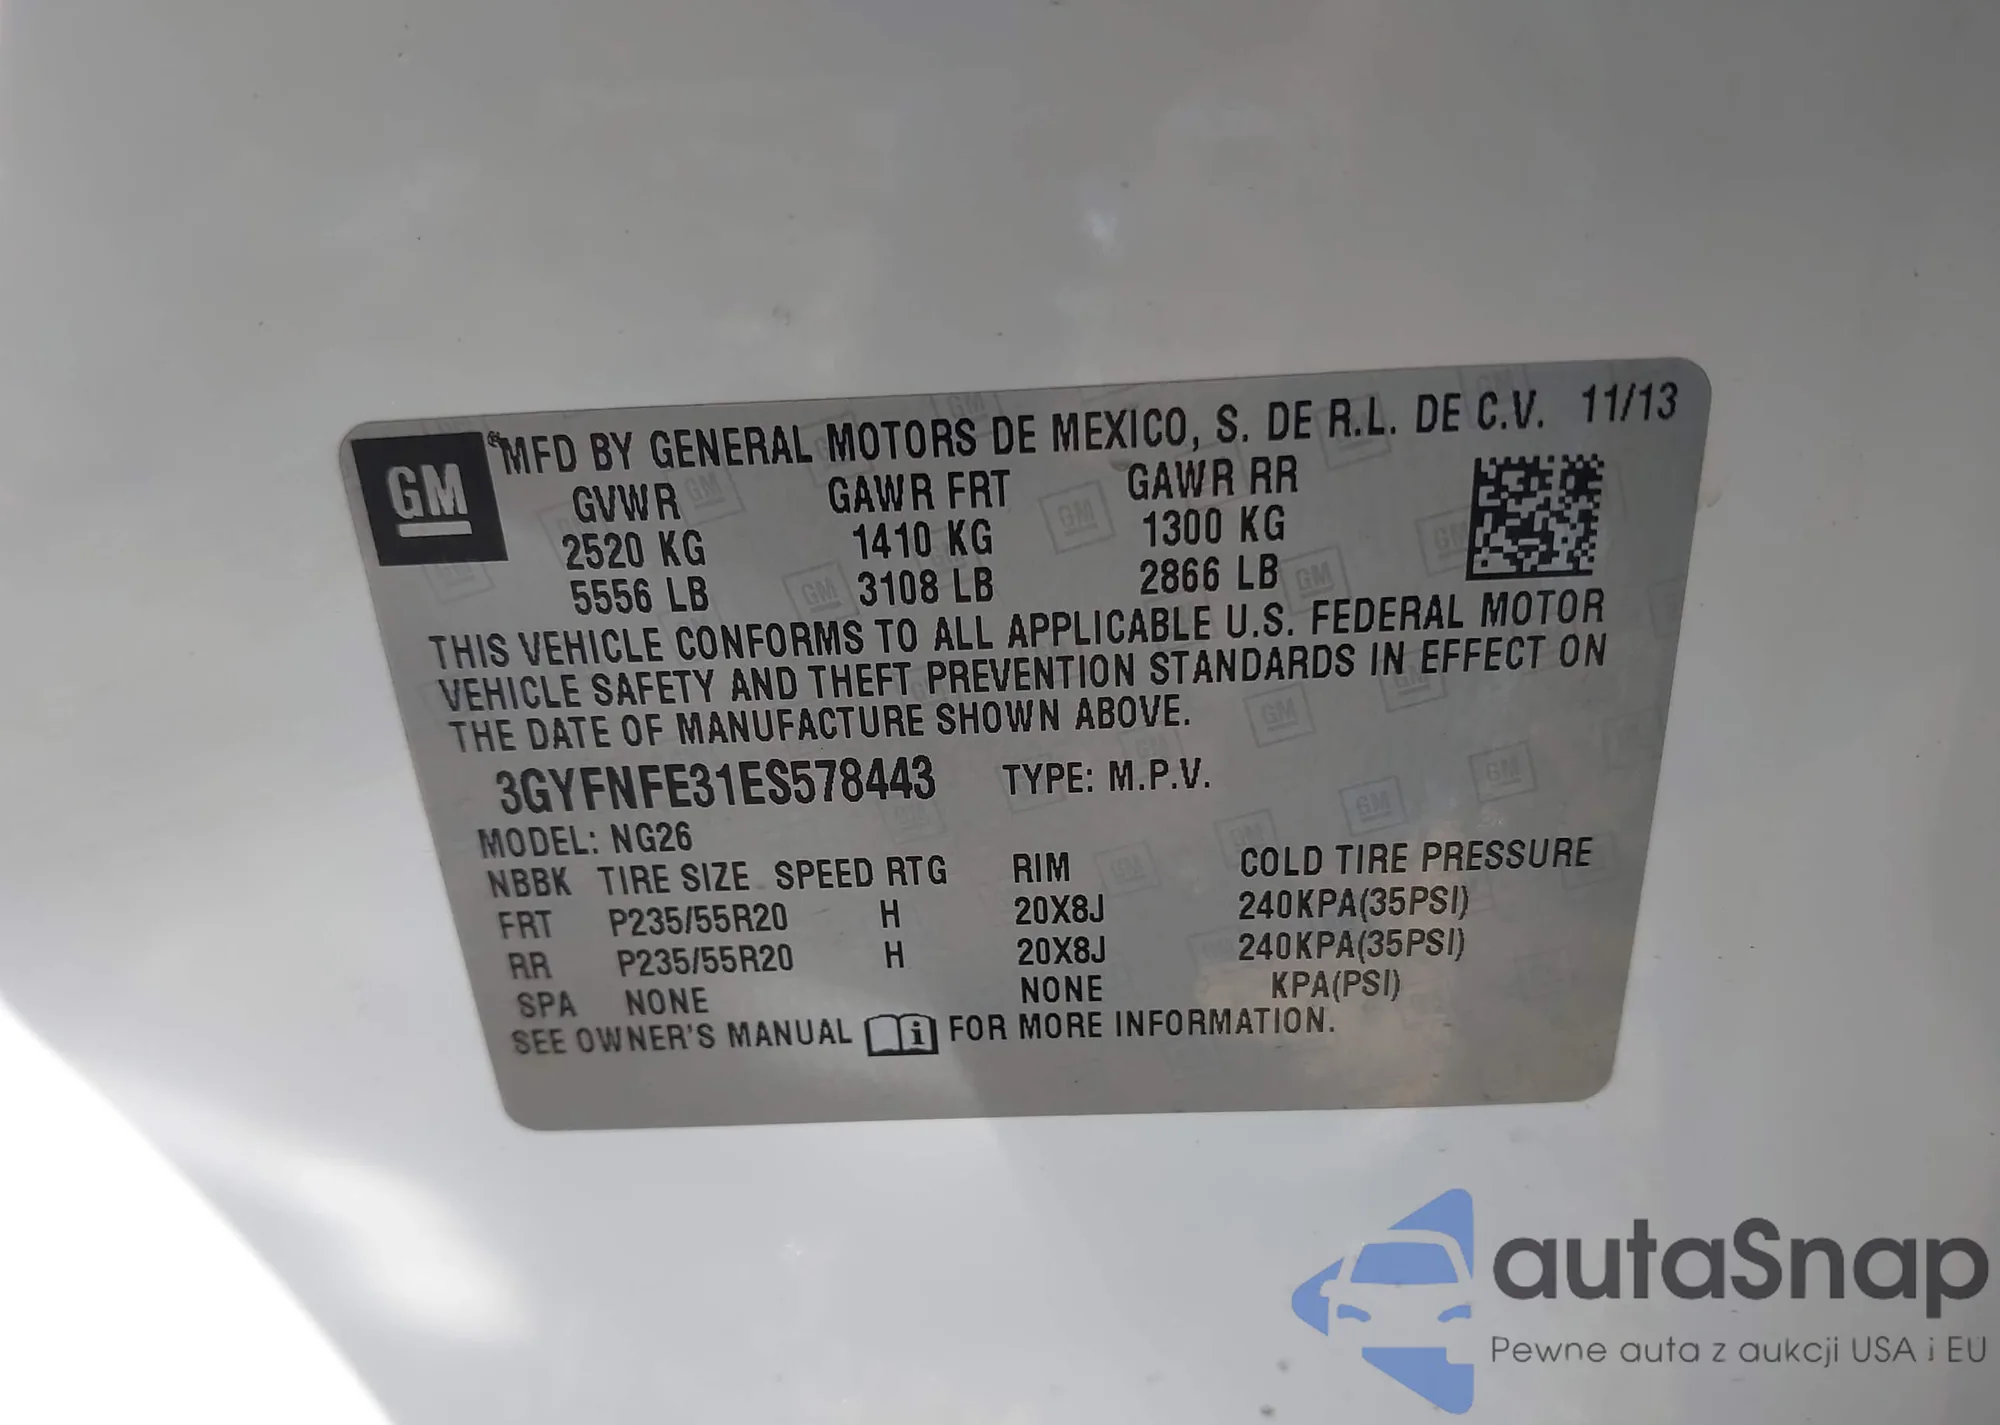 GM
MFD BY GENERAL MOTORS DE MEXICO, S. DE R.L. DE C.V. 11/13
GVWR GAWR FRT GAWR RR
2520 KG 1410 KG 1300 KG
5556 LB 3108 LB 2866 LB
THIS VEHICLE CONFORMS TO ALL APPLICABLE U.S. FEDERAL MOTOR
VEHICLE SAFETY AND THEFT PREVENTION STANDARDS IN EFFECT ON
THE DATE OF MANUFACTURE SHOWN ABOVE.
3GYFNFE31ES578443 TYPE: M.P.V.
MODEL: NG26
NBBK TIRE SIZE SPEED RTG RIM COLD TIRE PRESSURE
FRT P235/55R20 H 20X8J 240KPA(35PSI)
RR P235/55R20 H 20X8J 240KPA(35PSI)
SPA NONE NONE KPA(PSI)
SEE OWNER'S MANUAL i FOR MORE INFORMATION.
autaSnap
Pewne auta z aukcji USA i EU